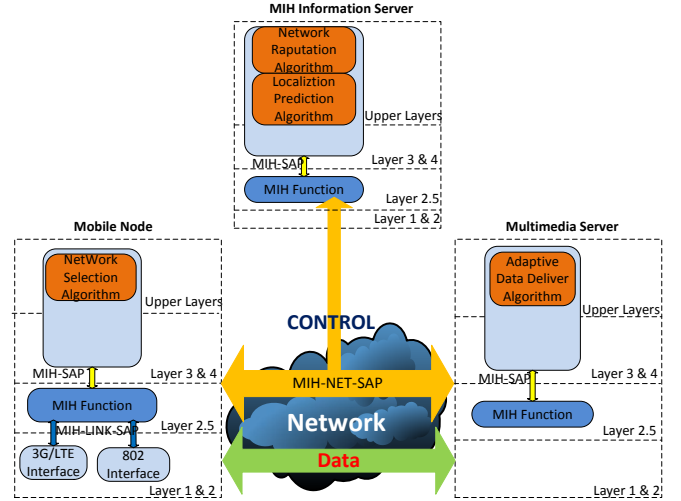 MIH Information Server
Network
Raputation
Algorithm
Localiztion
Prediction
Algorithm
Upper Layers
MIH-SAP
Layer 3 & 4
MIH Function
Layer 2.5
Layer 1 & 2
Mobile Node
NetWork
Selection
Algorithm
Upper Layers
MIH-SAP
Layer 3 & 4
MIH Function
MIH-LINK-SAP
Layer 2.5
3G/LTE
Interface
802
Interface
Layer 1 & 2
CONTROL
MIH-NET-SAP
Network
Data
Multimedia Server
Adaptive
Data Deliver
Algorithm
Upper Layers
MIH-SAP
Layer 3 & 4
MIH Function
Layer 2.5
Layer 1 & 2